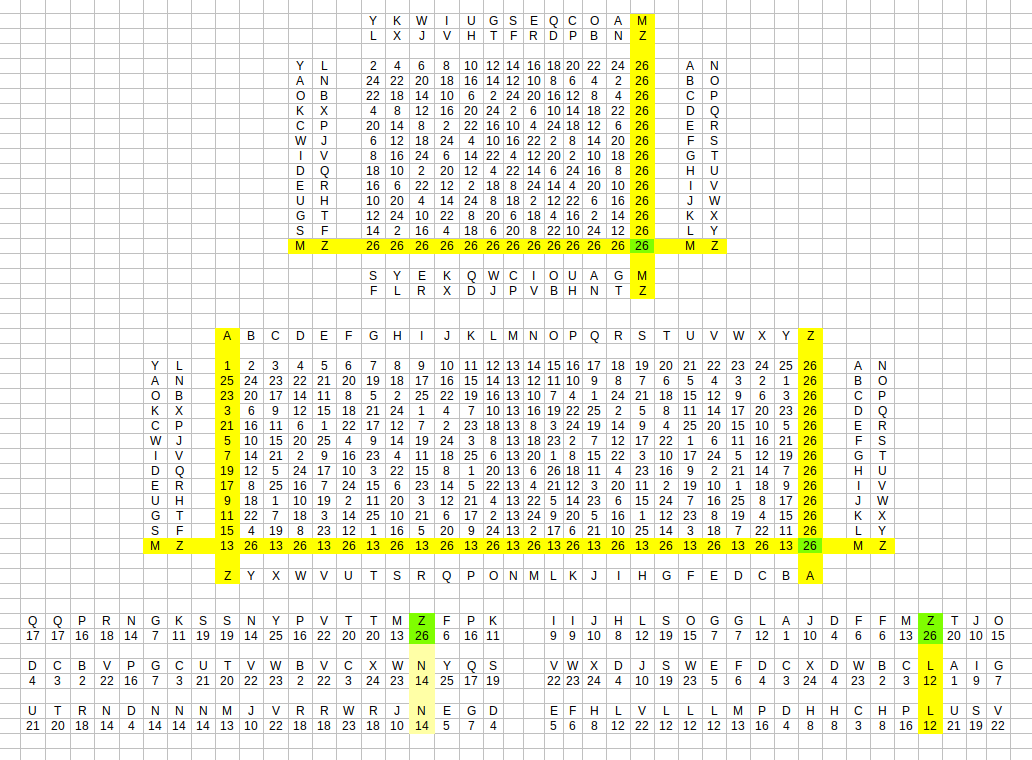 Y K W I U G S E Q C O A M
L X J V H T F R D P B N Z
Y L 2 4 6 8 10 12 14 16 18 20 22 24 26 A N
A N 24 22 20 18 16 14 12 10 8 6 4 2 26 B O
O B 22 18 14 10 6 2 24 20 16 12 8 4 26 C P
K X 4 8 12 16 20 24 2 6 10 14 18 22 26 D Q
C P 20 14 8 2 22 16 10 4 24 18 12 6 26 E R
W J 6 12 18 24 4 10 16 22 2 8 14 20 26 F S
I V 8 16 24 6 14 22 4 12 20 2 10 18 26 G T
D Q 18 10 2 20 12 4 22 14 6 24 16 8 26 H U
E R 16 6 22 12 2 18 8 24 14 4 20 10 26 I V
U H 10 20 4 14 24 8 18 2 12 22 6 16 26 J W
G T 12 24 10 22 8 20 6 18 4 16 2 14 26 K X
S F 14 2 16 4 18 6 20 8 22 10 24 12 26 L Y
M Z 26 26 26 26 26 26 26 26 26 26 26 26 26 M Z
S Y E K Q W C I O U A G M
F L R X D J P V B H N T Z
A B C D E F G H I J K L M N O P Q R S T U V W X Y Z
Y L 1 2 3 4 5 6 7 8 9 10 11 12 13 14 15 16 17 18 19 20 21 22 23 24 25 26 A N
A N 25 24 23 22 21 20 19 18 17 16 15 14 13 12 11 10 9 8 7 6 5 4 3 2 1 26 B O
O B 23 20 17 14 11 8 5 2 25 22 19 16 13 10 7 4 1 24 21 18 15 12 9 6 3 26 C P
K X 3 6 9 12 15 18 21 24 1 4 7 10 13 16 19 22 25 2 5 8 11 14 17 20 23 26 D Q
C P 21 16 11 6 1 22 17 12 7 2 23 18 13 8 3 24 19 14 9 4 25 20 15 10 5 26 E R
W J 5 10 15 20 25 4 9 14 19 24 3 8 13 18 23 2 7 12 17 22 1 6 11 16 21 26 F S
I V 7 14 21 2 9 16 23 4 11 18 25 6 13 20 1 8 15 22 3 10 17 24 5 12 19 26 G T
D Q 19 12 5 24 17 10 3 22 15 8 1 20 13 6 26 18 11 4 23 16 9 2 21 14 7 26 H U
E R 17 8 25 16 7 24 15 6 23 14 5 22 13 4 21 12 3 20 11 2 19 10 1 18 9 26 I V
U H 9 18 1 10 19 2 11 20 3 12 21 4 13 22 5 14 23 6 15 24 7 16 25 8 17 26 J W
G T 11 22 7 18 3 14 25 10 21 6 17 2 13 24 9 20 5 16 1 12 23 8 19 4 15 26 K X
S F 15 4 19 8 23 12 1 16 5 20 9 24 13 2 17 6 21 10 25 14 3 18 7 22 11 26 L Y
M Z 13 26 13 26 13 26 13 26 13 26 13 26 13 26 13 26 13 26 13 26 13 26 13 26 13 26 M Z
Z Y X W V U T S R Q P O N M L K J I H G F E D C B A
Q Q P R N G K S S N Y P V T T M Z F P K I I J H L S O G G L A J D F F M Z T J O
17 17 16 18 14 7 11 19 19 14 25 16 22 20 20 13 26 6 16 11 9 9 10 8 12 19 15 7 7 12 1 10 4 6 6 13 26 20 10 15
D C B V P G C U T V W B V C X W N Y Q S V W X D J S W E F D C X D W B C L A I G
4 3 2 22 16 7 3 21 20 22 23 2 22 3 24 23 14 25 17 19 22 23 24 4 10 19 23 5 6 4 3 24 4 23 2 3 12 1 9 7
U T R N D N N N M J V R R W R J N E G D E F H L V L L L M P D H H C H P L U S V
21 20 18 14 4 14 14 14 13 10 22 18 18 23 18 10 14 5 7 4 5 6 8 12 22 12 12 12 13 16 4 8 8 3 8 16 12 21 19 22